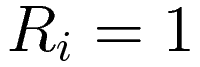 $R_i = 1$